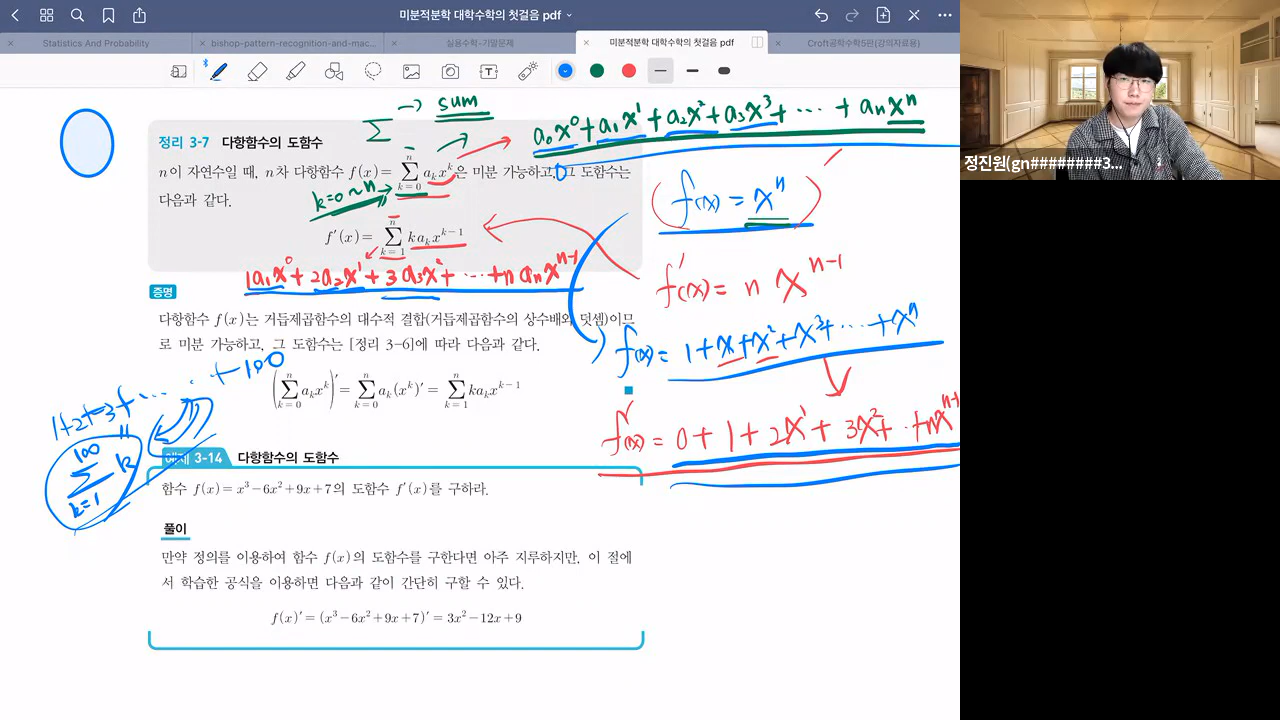 미분적분학 대학수학의 첫걸음 pdf
Statistics And Probability
bishop-pattern-recognition-and-mac...
실용수학-기말문제
미분적분학 대학수학의 첫걸음 pdf
Croft공학수학5판(강의자료용)
정진원(gn########3...
→ sum
Σ
a₀x⁰+a₁x¹+a₂x²+a₃x³+ ⋯ + aₙxⁿ
정리 3-7 다항함수의 도함수
n이 자연수일 때, n차 다항함수 f(x)= ∑_{k=0}^{n} a_k x^k은 미분 가능하고, 그 도함수는
0
다음과 같다.
k=0~n
(f(x) = xⁿ)
f′(x)= ∑_{k=1}^{n} ka_k x^{k-1}
1a₁x⁰+2a₂x¹+3a₃x²+ ⋯ +n aₙxⁿ⁻¹
f′(x)= n xⁿ⁻¹
증명
다항함수 f(x)는 거듭제곱함수의 대수적 결합(거듭제곱함수의 상수배와 덧셈)이므
로 미분 가능하고, 그 도함수는 [정리 3-6]에 따라 다음과 같다.
f(x)= 1+x+x²+x³+⋯+xⁿ
(∑_{k=0}^{n} a_k x^k)′= ∑_{k=0}^{n} a_k(x^k)′= ∑_{k=1}^{n} ka_k x^{k-1}
1+2+3+⋯+100
"
∑_{k=1}^{100} k
f′(x)= 0+1+2x¹+3x²+ ⋅ +nxⁿ⁻¹
예제 3-14 다항함수의 도함수
함수 f(x)=x³-6x²+9x+7의 도함수 f′(x)를 구하라.
풀이
만약 정의를 이용하여 함수 f(x)의 도함수를 구한다면 아주 지루하지만, 이 절에
서 학습한 공식을 이용하면 다음과 같이 간단히 구할 수 있다.
f(x)′=(x³-6x²+9x+7)′=3x²-12x+9